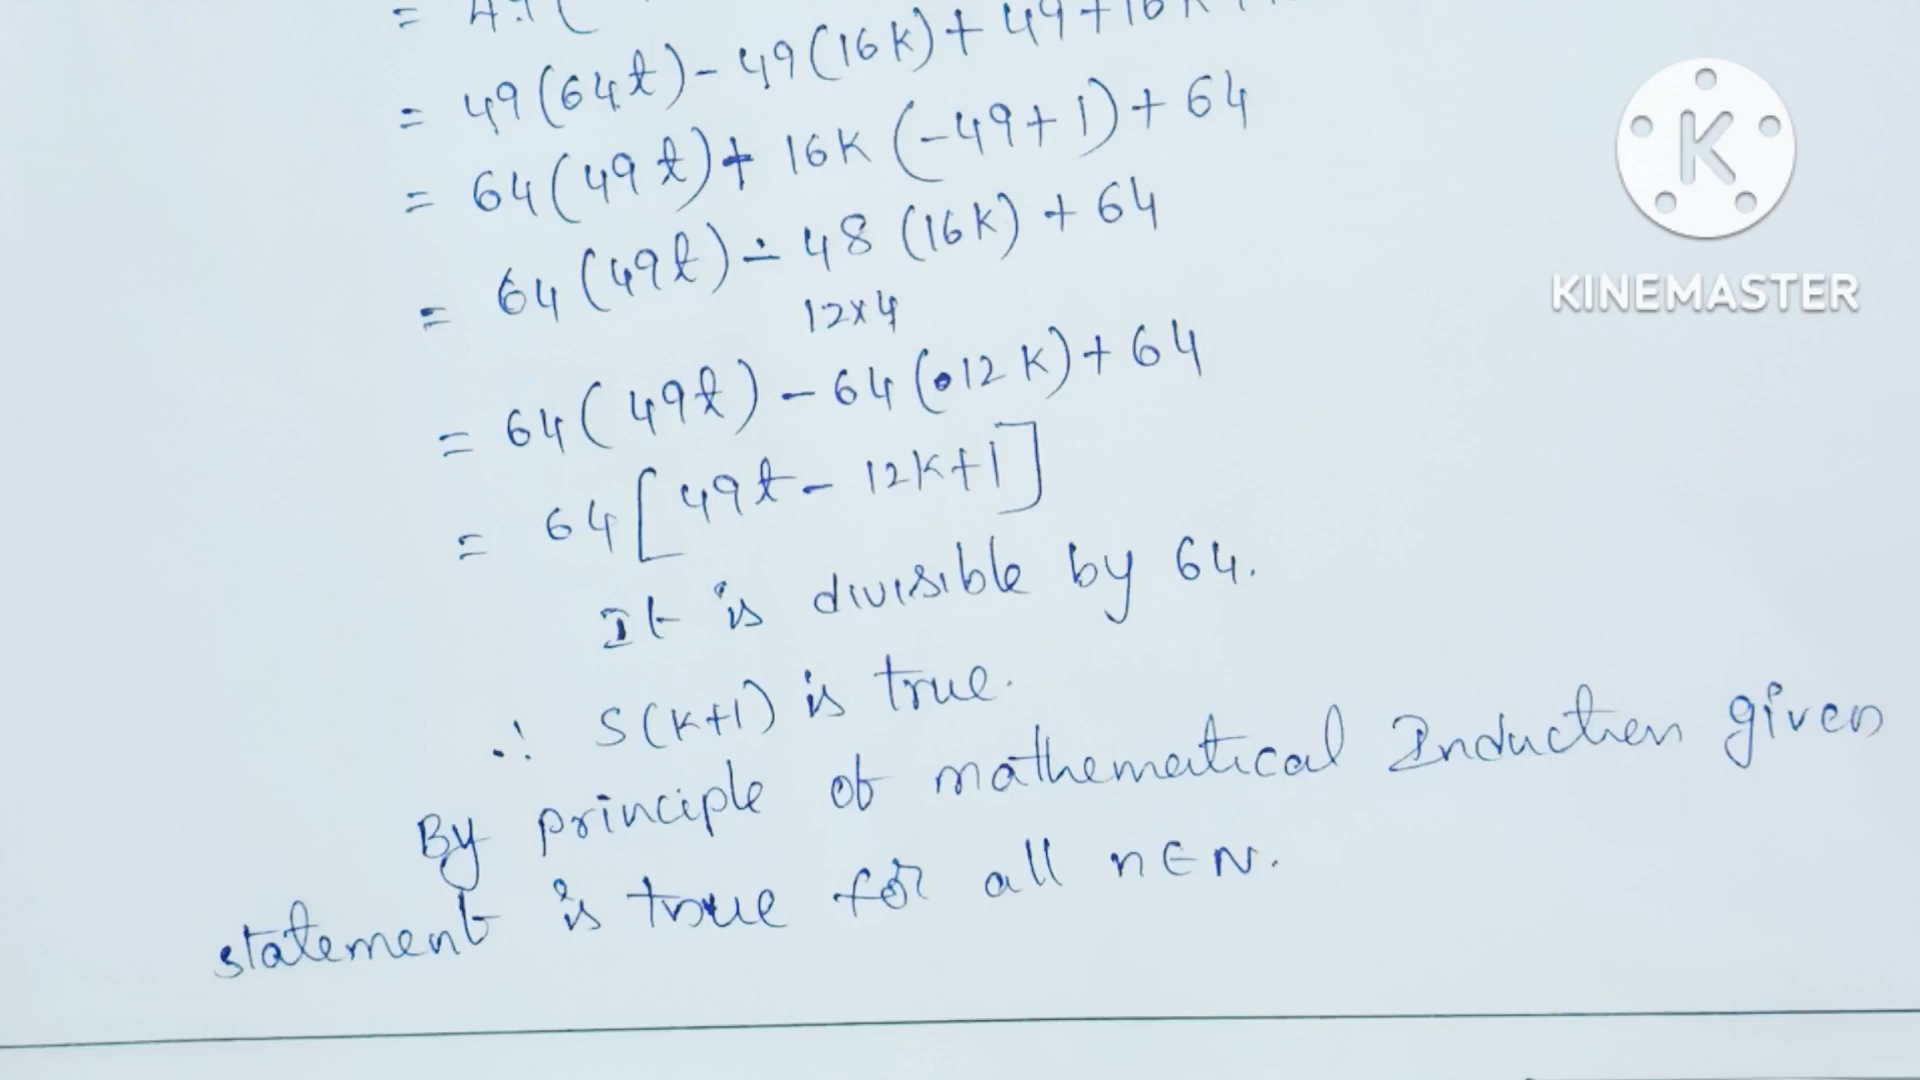 = 49(64t) - 49(16k) + 49 + 16k
= 64(49t) + 16k(-49+1) + 64
= 64(49t) - 48(16k) + 64
12x4
= 64(49t) - 64(12k) + 64
= 64[49t - 12k+1]
It is divisible by 64.
∴ S(k+1) is true.
By principle of mathematical Induction given
statement is true for all n∈N.
K
KINEMASTER